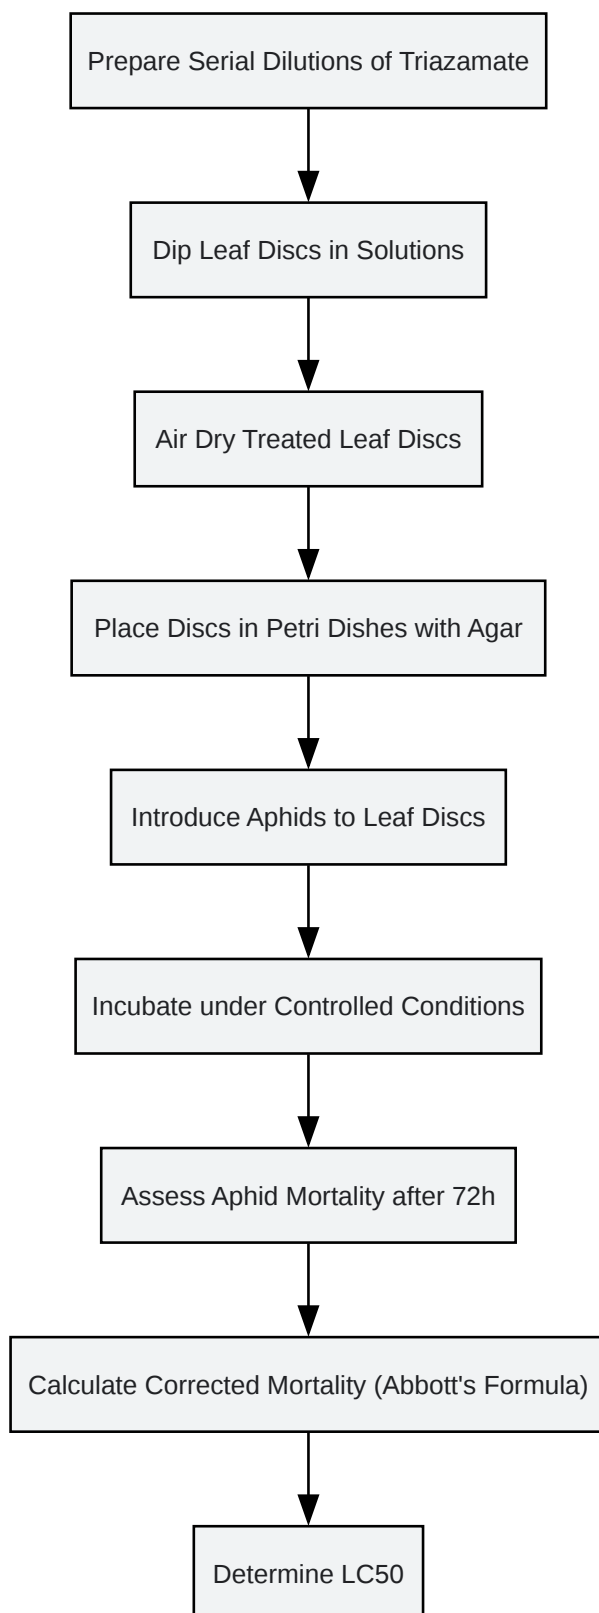 Prepare Serial Dilutions of Triazamate
Dip Leaf Discs in Solutions
Air Dry Treated Leaf Discs
Place Discs in Petri Dishes with Agar
Introduce Aphids to Leaf Discs
Incubate under Controlled Conditions
Assess Aphid Mortality after 72h
Calculate Corrected Mortality (Abbott's Formula)
Determine LC50